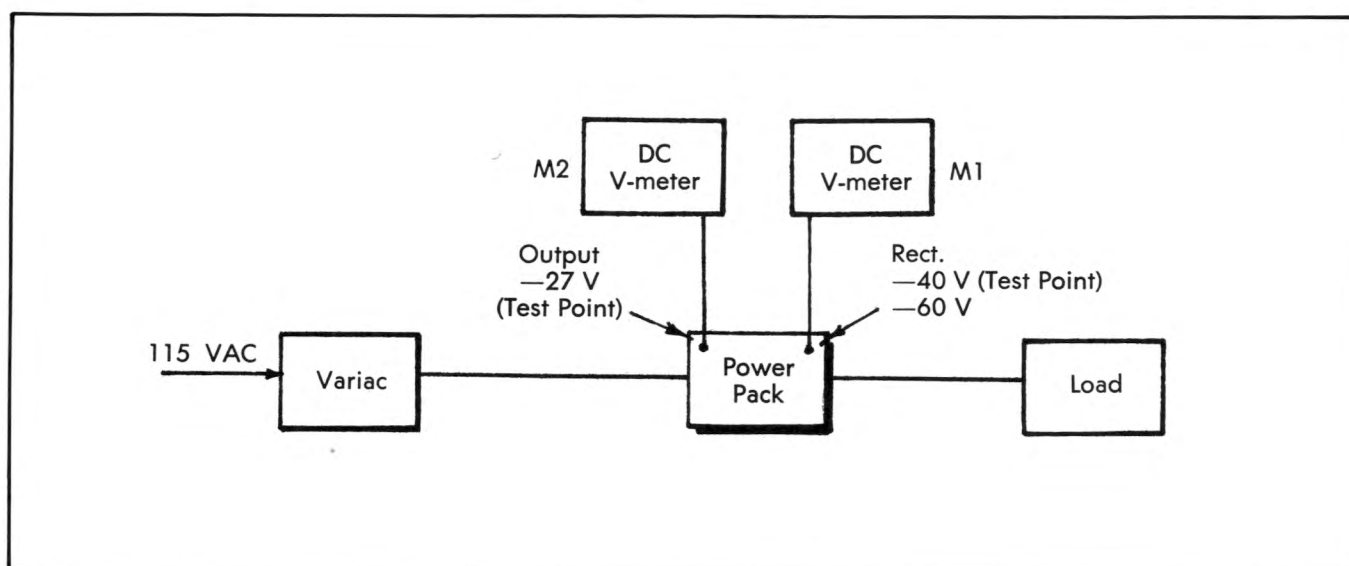 M2
DC
V-meter
DC
V-meter
M1
Output
—27 V
(Test Point)
Rect.
—40 V (Test Point)
—60 V
115 VAC
Variac
Power
Pack
Load